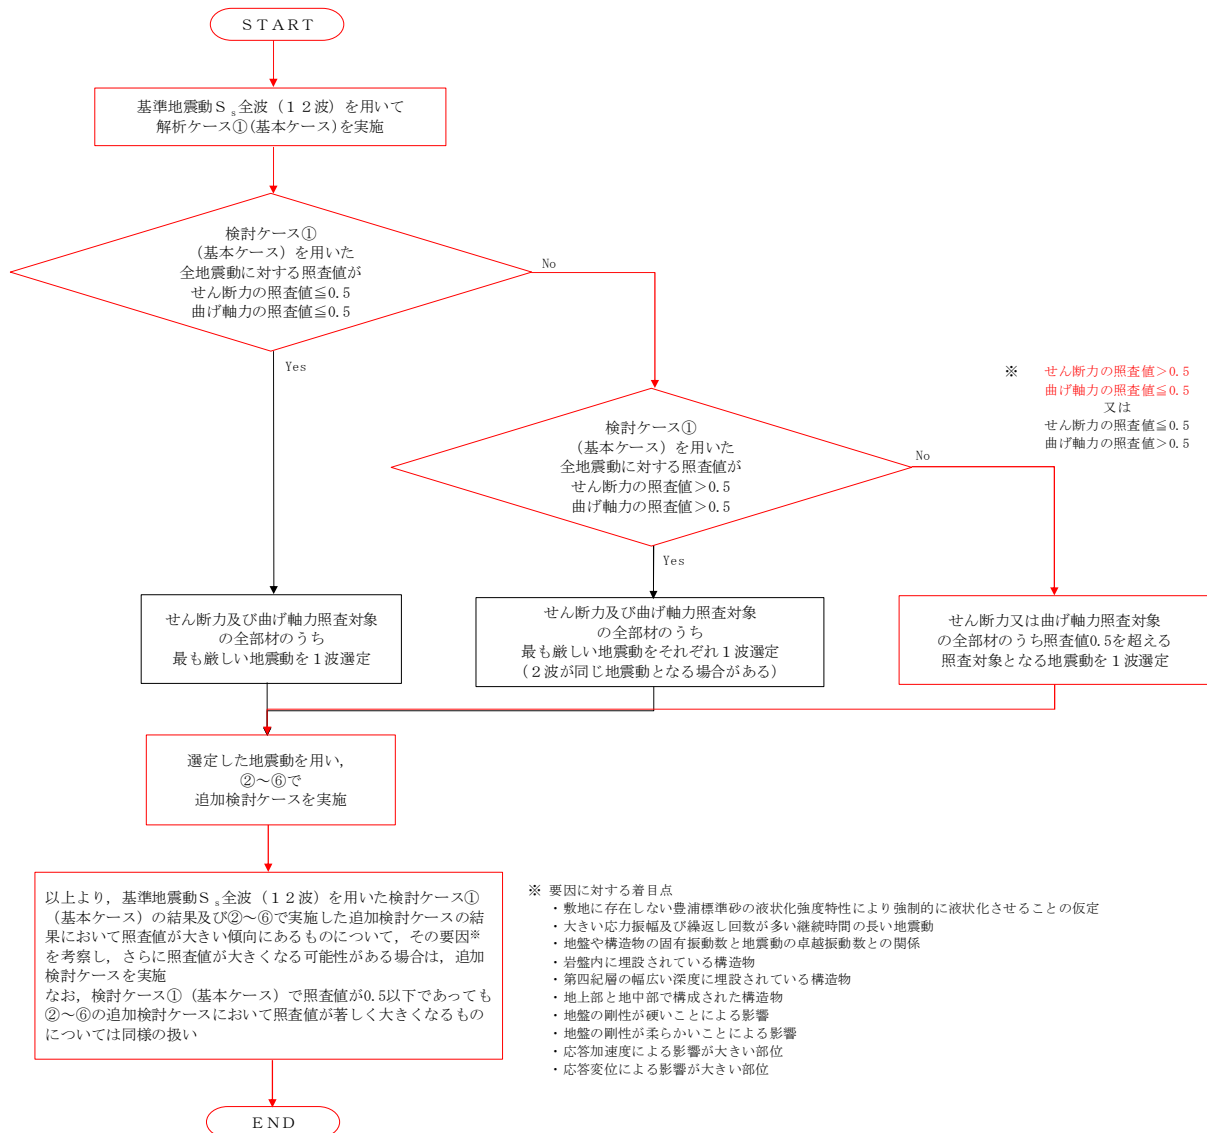 ＳＴＡＲＴ
基準地震動Ｓｓ全波（１２波）を用いて
解析ケース①(基本ケース)を実施
検討ケース①
（基本ケース）を用いた
全地震動に対する照査値が
せん断力の照査値≦0.5
曲げ軸力の照査値≦0.5
No
Yes
※　せん断力の照査値＞0.5
曲げ軸力の照査値≦0.5
又は
せん断力の照査値≦0.5
曲げ軸力の照査値＞0.5
検討ケース①
（基本ケース）を用いた
全地震動に対する照査値が
せん断力の照査値＞0.5
曲げ軸力の照査値＞0.5
No
Yes
せん断力及び曲げ軸力照査対象
の全部材のうち
最も厳しい地震動を１波選定
せん断力及び曲げ軸力照査対象
の全部材のうち
最も厳しい地震動をそれぞれ１波選定
（２波が同じ地震動となる場合がある）
せん断力又は曲げ軸力照査対象
の全部材のうち照査値0.5を超える
照査対象となる地震動を１波選定
選定した地震動を用い，
②～⑥で
追加検討ケースを実施
以上より，基準地震動Ｓｓ全波（１２波）を用いた検討ケース①
（基本ケース）の結果及び②～⑥で実施した追加検討ケースの結
果において照査値が大きい傾向にあるものについて，その要因※
を考察し，さらに照査値が大きくなる可能性がある場合は，追加
検討ケースを実施
なお，検討ケース①（基本ケース）で照査値が0.5以下であっても
②～⑥の追加検討ケースにおいて照査値が著しく大きくなるもの
については同様の扱い
※ 要因に対する着目点
・敷地に存在しない豊浦標準砂の液状化強度特性により強制的に液状化させることの仮定
・大きい応力振幅及び繰返し回数が多い継続時間の長い地震動
・地盤や構造物の固有振動数と地震動の卓越振動数との関係
・岩盤内に埋設されている構造物
・第四紀層の幅広い深度に埋設されている構造物
・地上部と地中部で構成された構造物
・地盤の剛性が硬いことによる影響
・地盤の剛性が柔らかいことによる影響
・応答加速度による影響が大きい部位
・応答変位による影響が大きい部位
ＥＮＤ